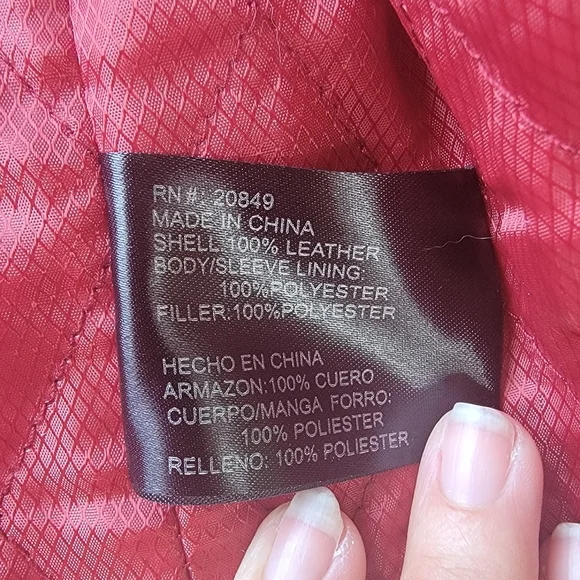 RN#: 20849
MADE IN CHINA
SHELL:100% LEATHER
BODY/SLEEVE LINING:
100%POLYESTER
FILLER:100%POLYESTER
HECHO EN CHINA
ARMAZON:100% CUERO
CUERPO/MANGA FORRO:
100% POLIESTER
RELLENO: 100% POLIESTER